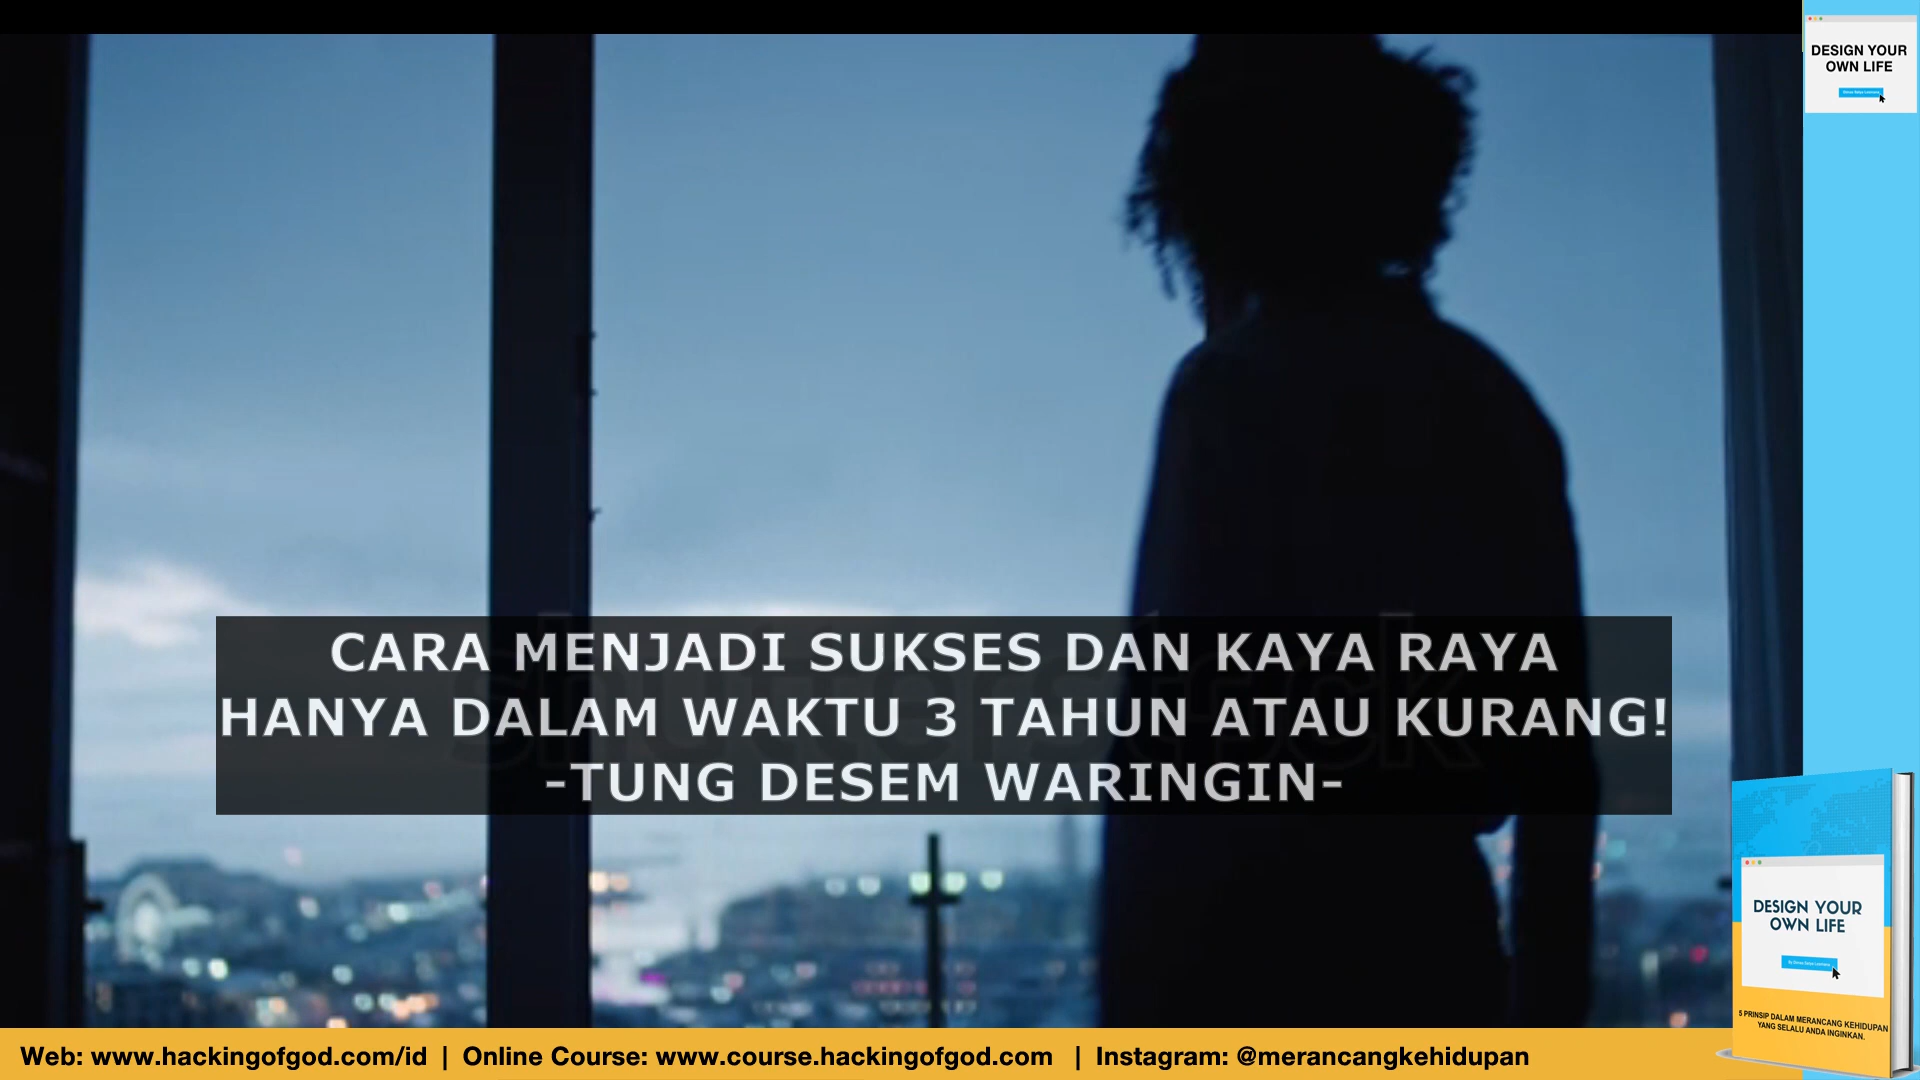 DESIGN YOUR
OWN LIFE
CARA MENJADI SUKSES DAN KAYA RAYA
HANYA DALAM WAKTU 3 TAHUN ATAU KURANG!
-TUNG DESEM WARINGIN-
shutterstock
DESIGN YOUR
OWN LIFE
5 PRINSIP DALAM MERANCANG KEHIDUPAN
YANG SELALU ANDA INGINKAN.
Web: www.hackingofgod.com/id | Online Course: www.course.hackingofgod.com | Instagram: @merancangkehidupan